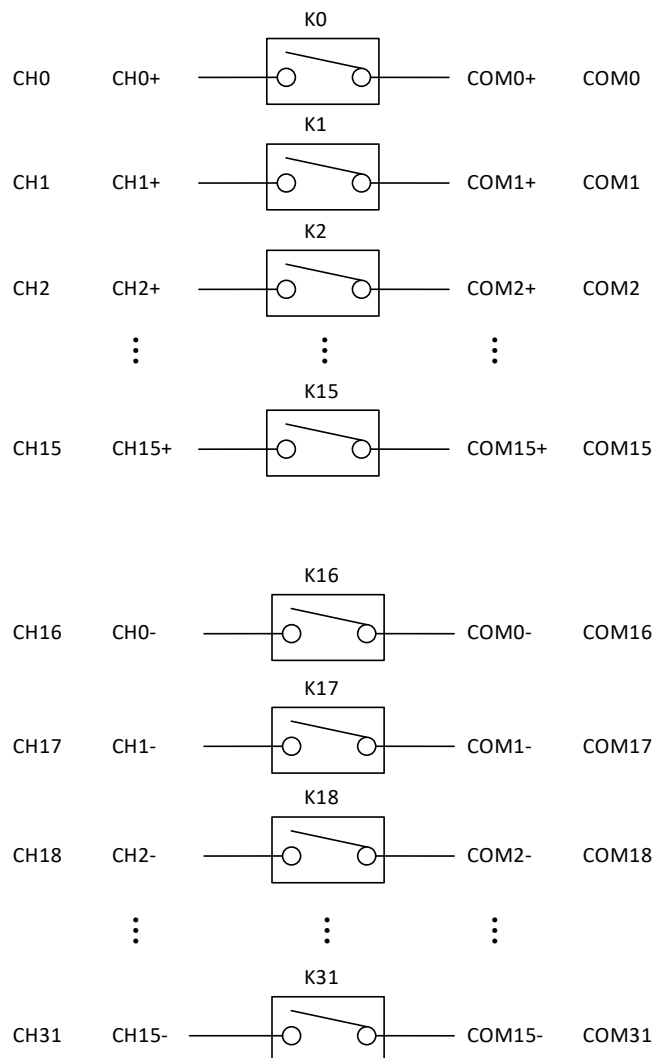 K0
CH0 CH0+ COM0+ COM0
K1
CH1 CH1+ COM1+ COM1
K2
CH2 CH2+ COM2+ COM2
K15
CH15 CH15+ COM15+ COM15
K16
CH16 CH0- COM0- COM16
K17
CH17 CH1- COM1- COM17
K18
CH18 CH2- COM2- COM18
K31
CH31 CH15- COM15- COM31